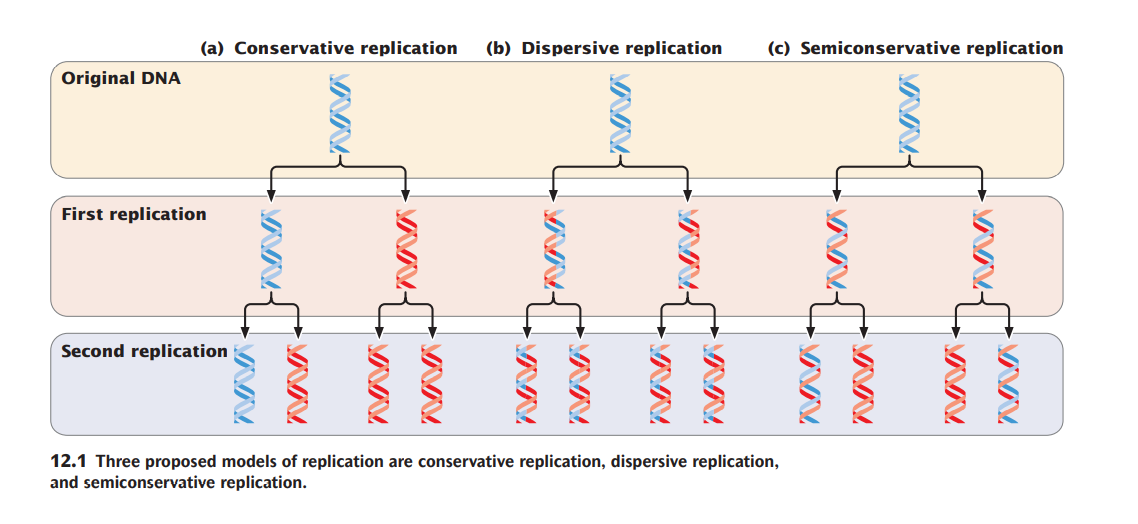 (a) Conservative replication (b) Dispersive replication (c) Semiconservative replication
Original DNA
First replication
Second replication
12.1 Three proposed models of replication are conservative replication, dispersive replication,
and semiconservative replication.